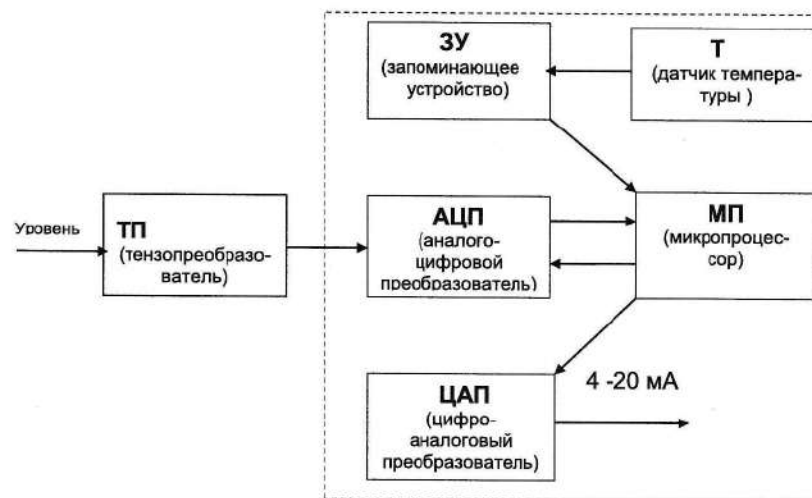 ЗУ
(запоминающее
устройство)
Т
(датчик темпера-
туры )
Уровень
ТП
(тензопреобразо-
ватель)
АЦП
(аналого-
цифровой
преобразователь)
МП
(микропроцес-
сор)
ЦАП
(цифро-
аналоговый
преобразователь)
4 -20 мА